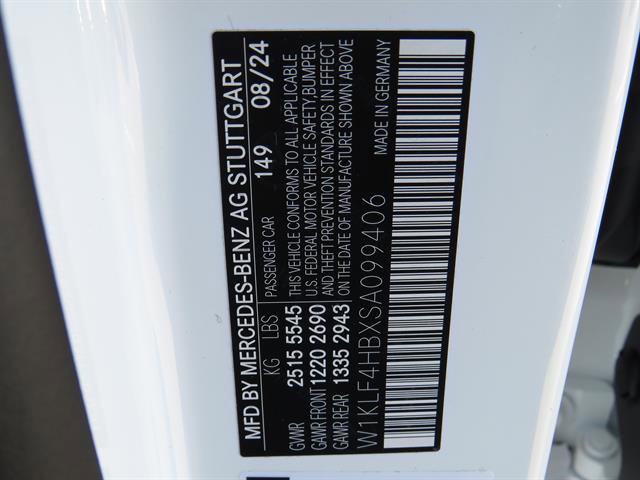 MFD BY MERCEDES-BENZ AG STUTTGART
KG LBS PASSENGER CAR 149 08/24
GVWR 2515 5545 THIS VEHICLE CONFORMS TO ALL APPLICABLE
GAWR FRONT 1220 2690 U.S. FEDERAL MOTOR VEHICLE SAFETY,BUMPER
GAWR REAR 1335 2943 AND THEFT PREVENTION STANDARDS IN EFFECT
ON THE DATE OF MANUFACTURE SHOWN ABOVE
W1KLF4HBXSA099406 MADE IN GERMANY